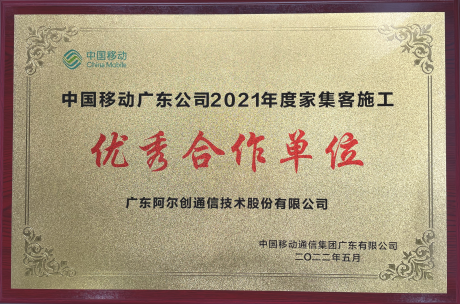 中国移动
China Mobile
中国移动广东公司2021年度家集客施工
优秀合作单位
广东阿尔创通信技术股份有限公司
中国移动通信集团广东有限公司
二〇二二年五月